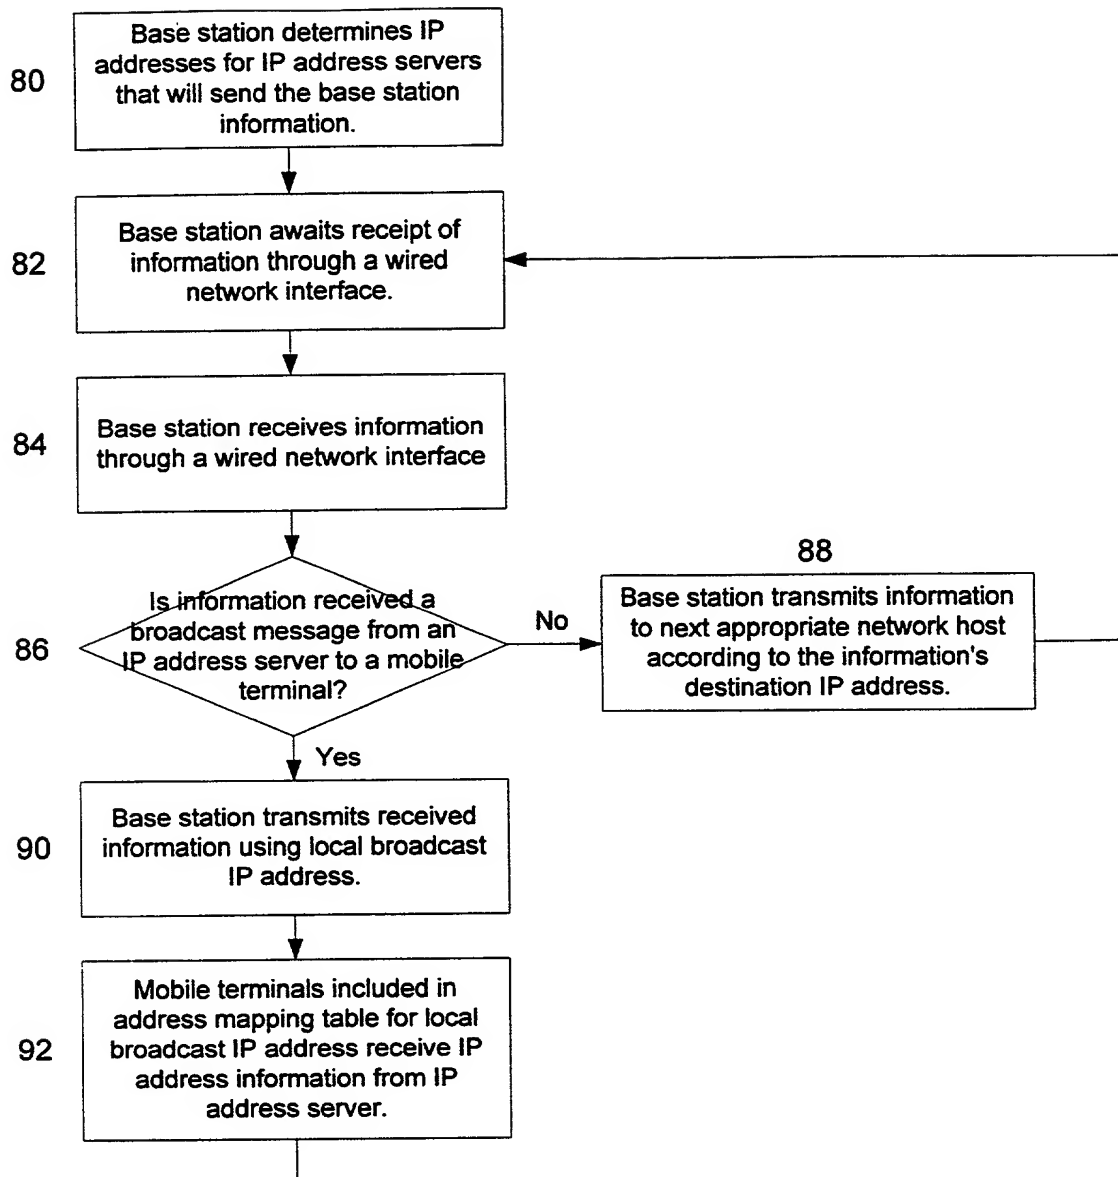 80
Base station determines IP
addresses for IP address servers
that will send the base station
information.
82
Base station awaits receipt of
information through a wired
network interface.
84
Base station receives information
through a wired network interface
86
Is information received a
broadcast message from an
IP address server to a mobile
terminal?
No
88
Base station transmits information
to next appropriate network host
according to the information's
destination IP address.
Yes
90
Base station transmits received
information using local broadcast
IP address.
92
Mobile terminals included in
address mapping table for local
broadcast IP address receive IP
address information from IP
address server.